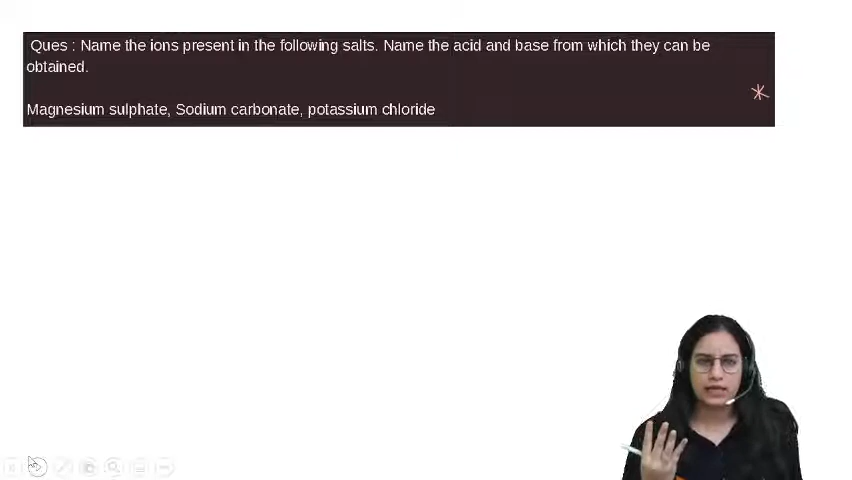 Ques : Name the ions present in the following salts. Name the acid and base from which they can be
obtained.
Magnesium sulphate, Sodium carbonate, potassium chloride